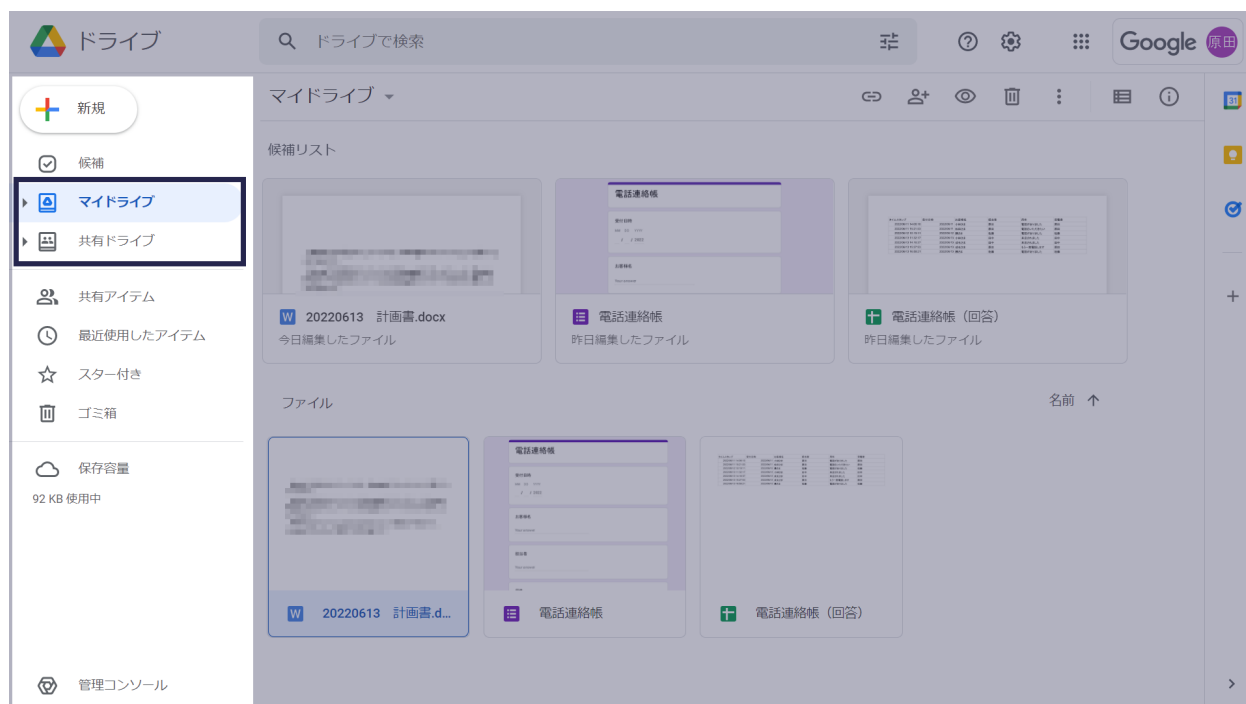 ドライブ
ドライブで検索
Google 原田
新規
候補
マイドライブ
共有ドライブ
共有アイテム
最近使用したアイテム
スター付き
ゴミ箱
保存容量
92 KB 使用中
管理コンソール
マイドライブ
候補リスト
電話連絡帳
20220613 計画書.docx
今日編集したファイル
電話連絡帳
昨日編集したファイル
電話連絡帳（回答）
昨日編集したファイル
ファイル
名前
電話連絡帳
20220613 計画書.d...
電話連絡帳
電話連絡帳（回答）
31